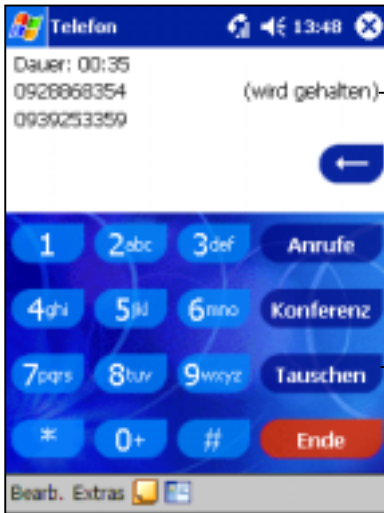 Telefon 13:48
Dauer: 00:35
0928868354 (wird gehalten)
0939253359
1 2abc 3def Anrufe
4ghi 5jkl 6mno Konferenz
7pqrs 8tuv 9wxyz Tauschen
* 0+ # Ende
Bearb. Extras